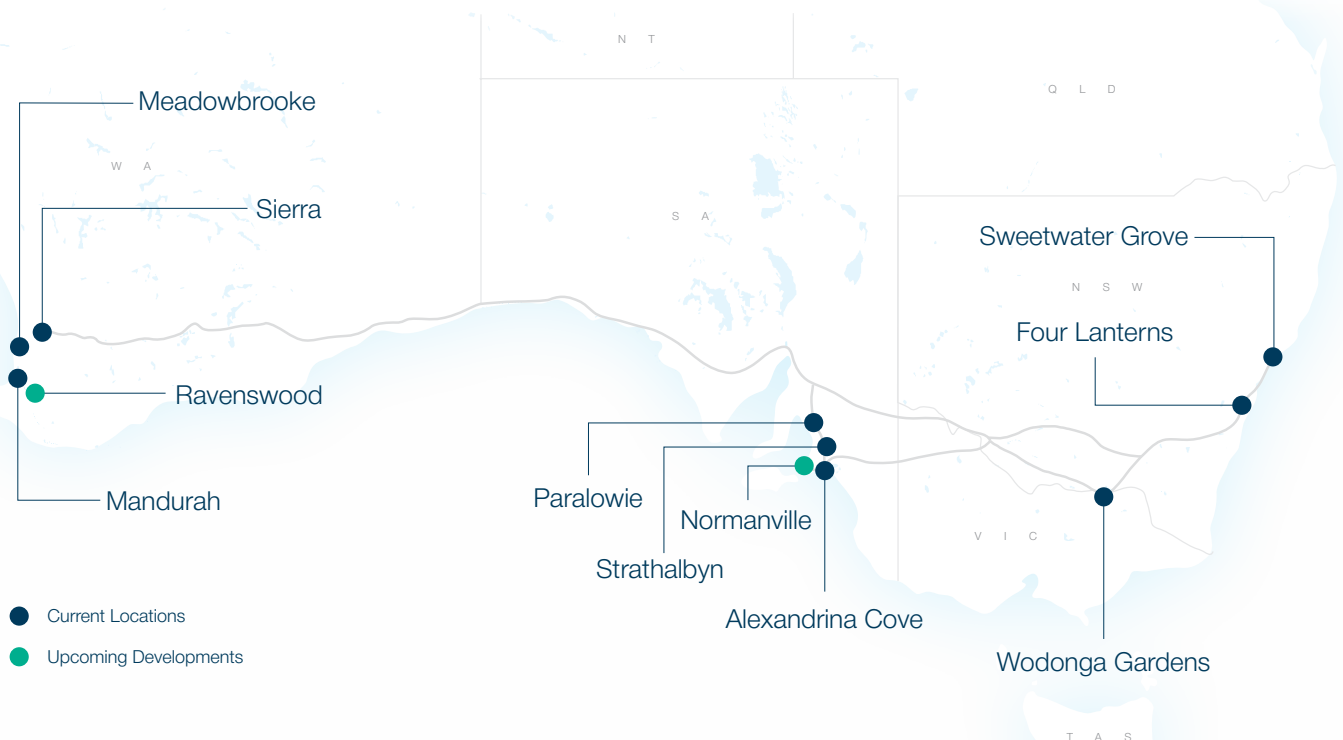 N T
Q L D
Meadowbrooke
W A
Sierra
S A
Sweetwater Grove
N S W
Four Lanterns
Ravenswood
Paralowie
Mandurah
Normanville
V I C
Strathalbyn
Current Locations
Alexandrina Cove
Upcoming Developments
Wodonga Gardens
T A S